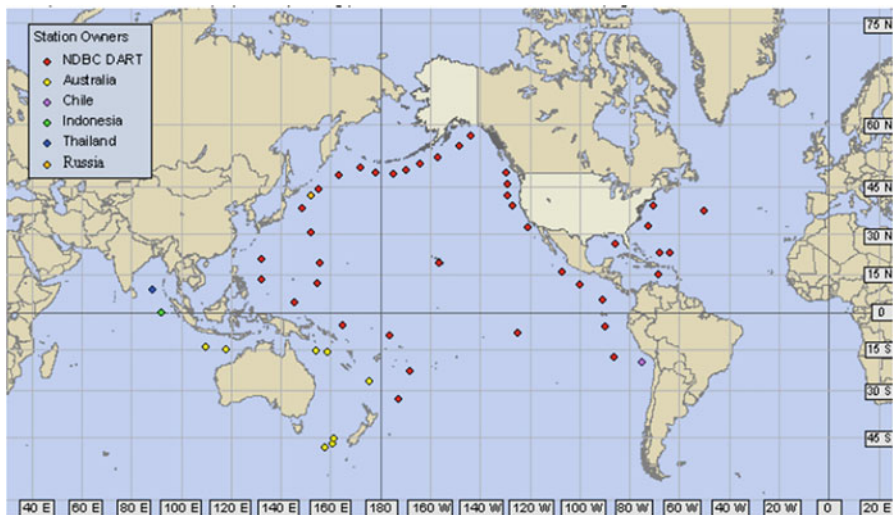 Station Owners
NDBC DART
Australia
Chile
Indonesia
Thailand
Russia
75 N
60 N
45 N
30 N
15 N
0
15 S
30 S
45 S
40 E 60 E 80 E 100 E 120 E 140 E 160 E 180 160 W 140 W 120 W 100 W 80 W 60 W 40 W 20 W 0 20 E